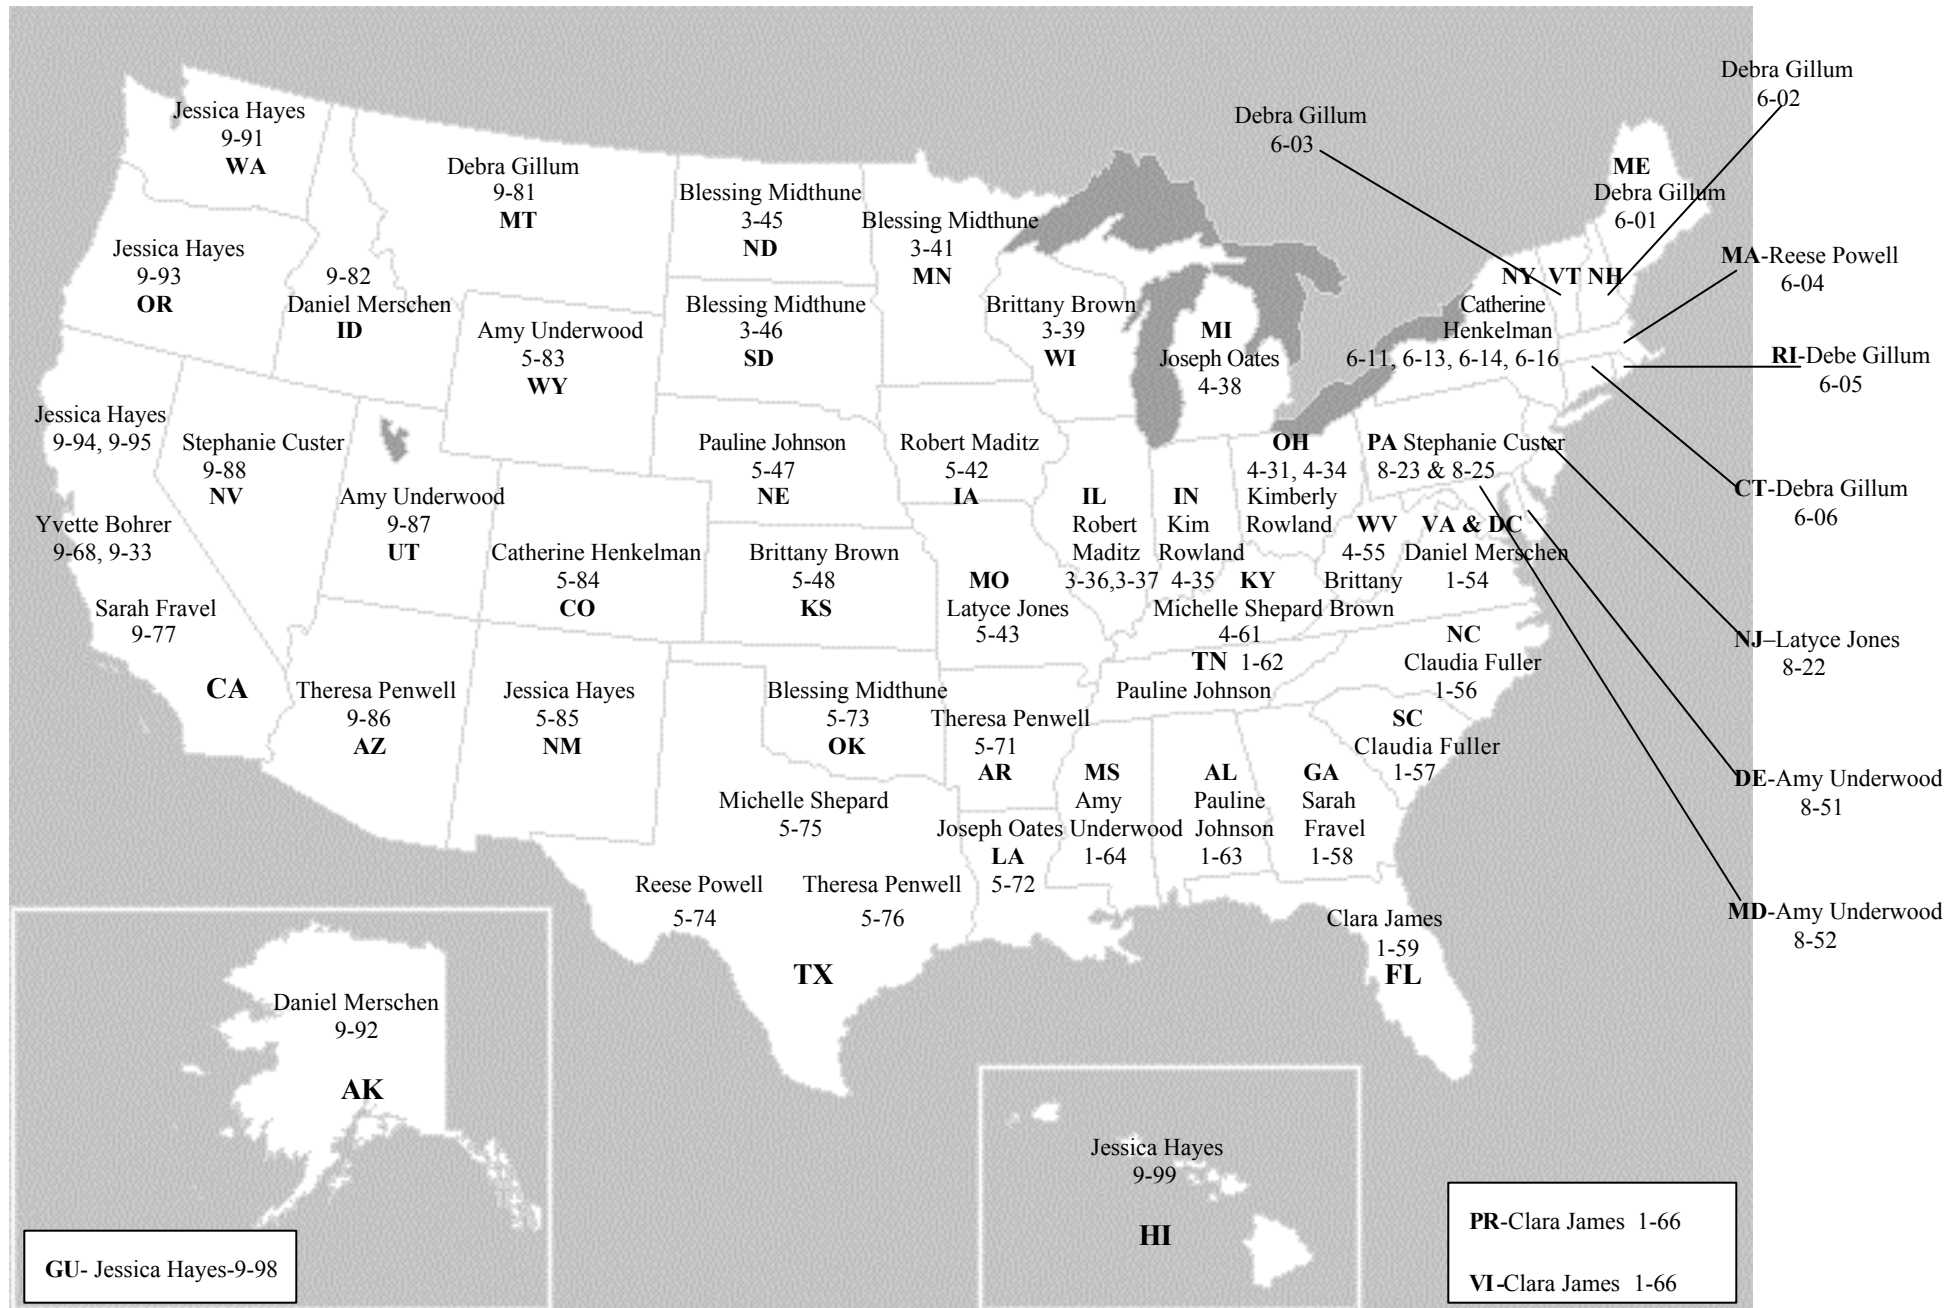 Jessica Hayes
9-91
WA
Jessica Hayes
9-93
OR
9-82
Daniel Merschen
ID
Debra Gillum
9-81
MT
Blessing Midthune
3-45
ND
Blessing Midthune
3-41
MN
Blessing Midthune
3-46
SD
Amy Underwood
5-83
WY
Brittany Brown
3-39
WI
MI
Joseph Oates
4-38
Debra Gillum
6-03
Debra Gillum
6-02
ME
Debra Gillum
6-01
NY VT NH
Catherine
Henkelman
6-11, 6-13, 6-14, 6-16
MA-Reese Powell
6-04
RI-Debe Gillum
6-05
CT-Debra Gillum
6-06
Jessica Hayes
9-94, 9-95
Yvette Bohrer
9-68, 9-33
Sarah Fravel
9-77
CA
Stephanie Custer
9-88
NV
Amy Underwood
9-87
UT
Catherine Henkelman
5-84
CO
Pauline Johnson
5-47
NE
Brittany Brown
5-48
KS
Robert Maditz
5-42
IA
MO
Latyce Jones
5-43
IL
Robert
Maditz
3-36,3-37
IN
Kim
Rowland
4-35
OH
4-31, 4-34
Kimberly
Rowland
PA Stephanie Custer
8-23 & 8-25
WV
4-55
Brittany
Brown
VA & DC
Daniel Merschen
1-54
KY
Michelle Shepard
4-61
TN 1-62
Pauline Johnson
NC
Claudia Fuller
1-56
SC
Claudia Fuller
1-57
NJ–Latyce Jones
8-22
DE-Amy Underwood
8-51
MD-Amy Underwood
8-52
Theresa Penwell
9-86
AZ
Jessica Hayes
5-85
NM
Blessing Midthune
5-73
OK
Theresa Penwell
5-71
AR
MS
Amy
Underwood
1-64
AL
Pauline
Johnson
1-63
GA
Sarah
Fravel
1-58
Michelle Shepard
5-75
Reese Powell
5-74
Theresa Penwell
5-76
TX
Joseph Oates
LA
5-72
Clara James
1-59
FL
Daniel Merschen
9-92
AK
GU- Jessica Hayes-9-98
Jessica Hayes
9-99
HI
PR-Clara James 1-66
VI-Clara James 1-66